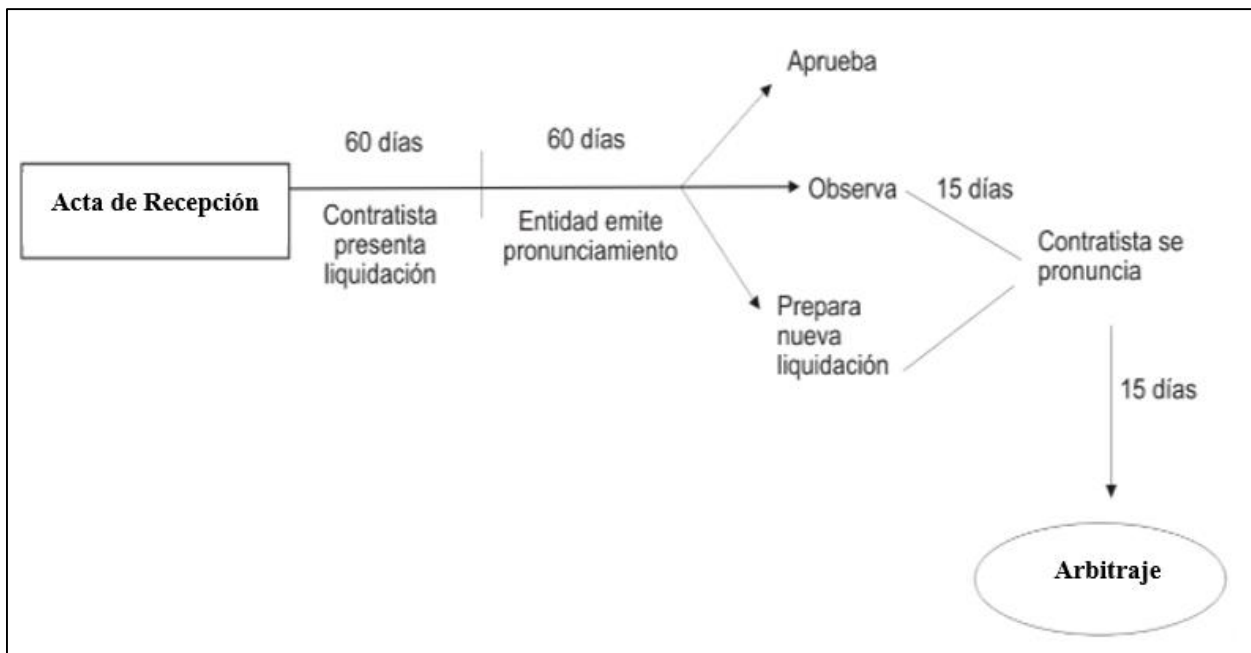 Acta de Recepción
60 días
Contratista
presenta
liquidación
60 días
Entidad emite
pronunciamiento
Aprueba
Observa
Prepara
nueva
liquidación
15 días
Contratista se
pronuncia
15 días
Arbitraje